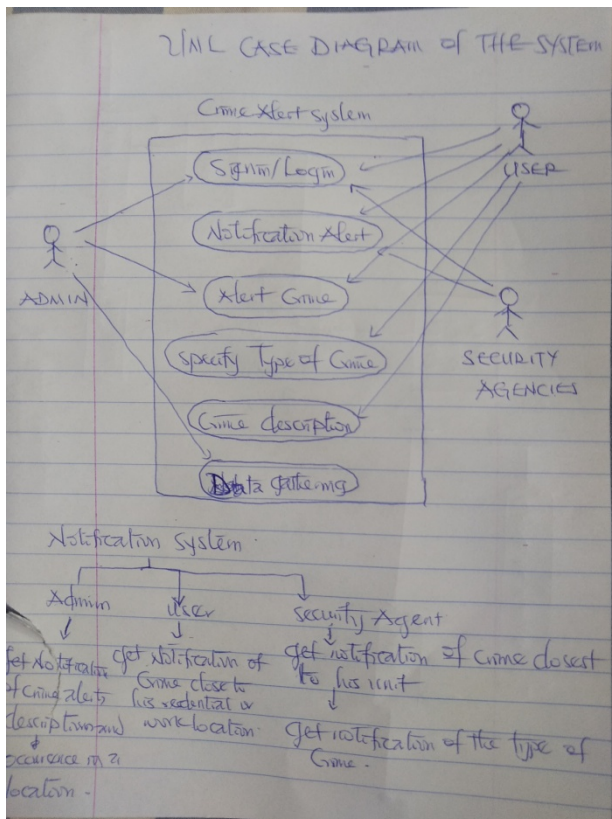 UML CASE DIAGRAM of THE SYSTEM
Crime Alert system
Signin/Login
USER
Notification Alert
ADMIN
Alert Crime
SECURITY
AGENCIES
specify Type of Crime
Crime description
Data gathering
Notification System
Admin
user
security Agent
get Notification
of crime alerts
description and
occurence in a
location.
get Notification of
Crime close to
his residential or
work location.
get notification of crime closest
to his unit
get notification of the type of
Crime.